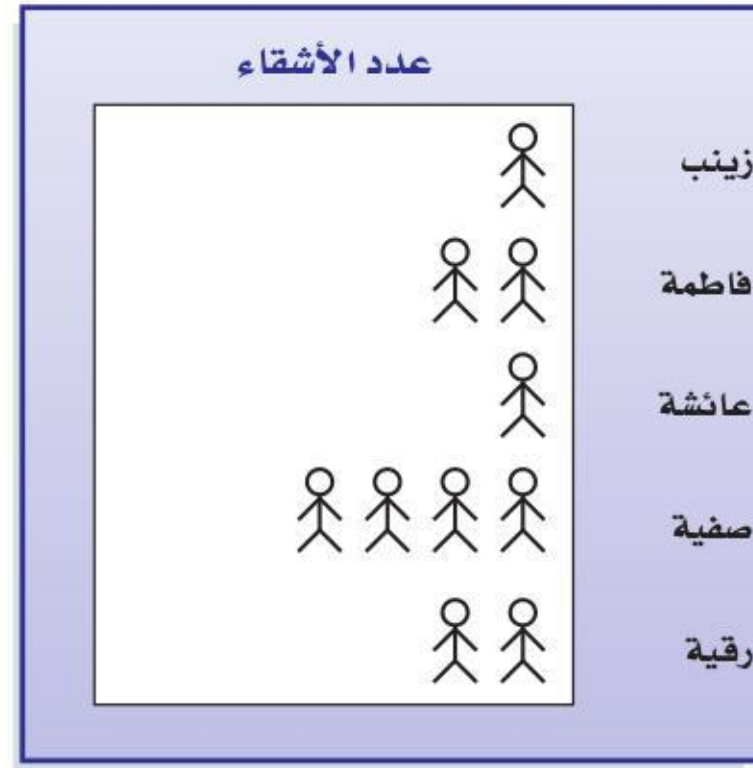 عدد الأشقاء
زينب
فاطمة
عائشة
صفية
رقية